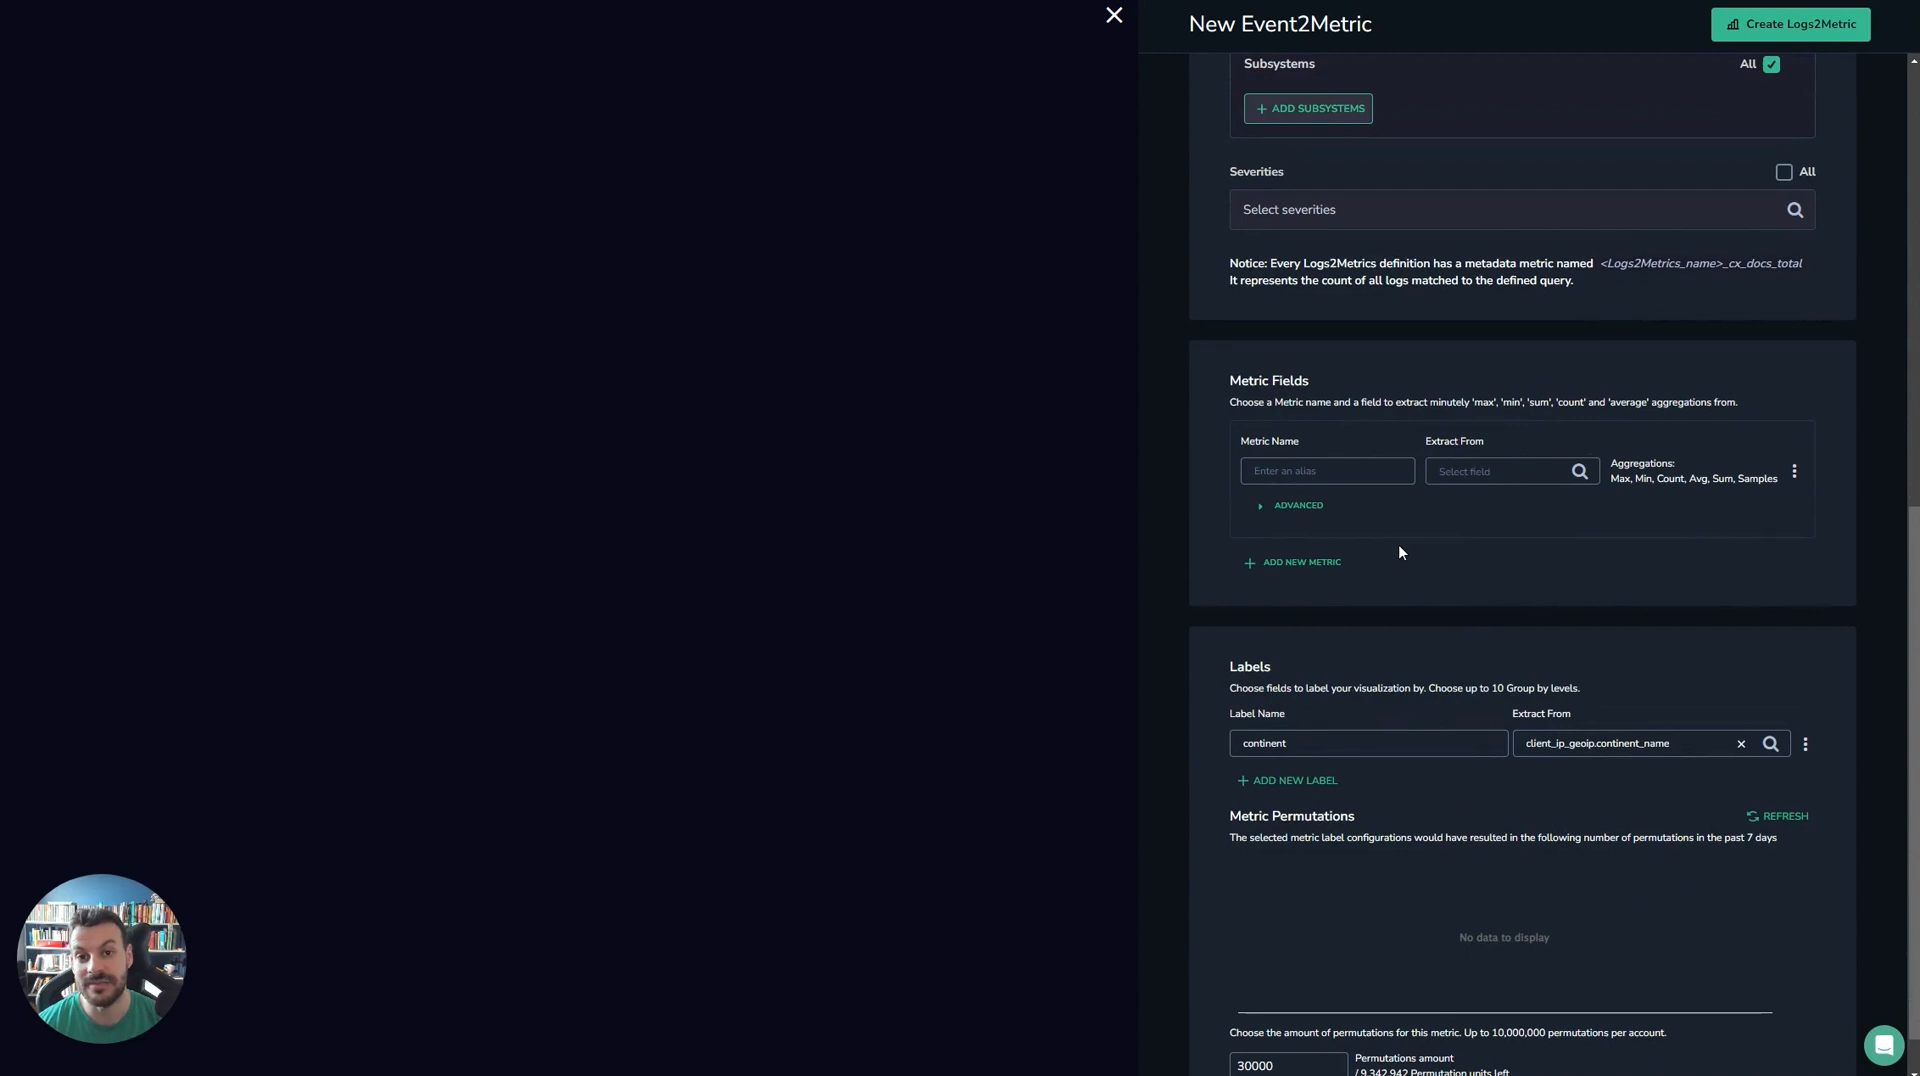 New Event2Metric
Create Logs2Metric
Subsystems
All
ADD SUBSYSTEMS
Severities
All
Select severities
Notice: Every Logs2Metrics definition has a metadata metric named <Logs2Metrics_name>_cx_docs_total
It represents the count of all logs matched to the defined query.
Metric Fields
Choose a Metric name and a field to extract minutely 'max', 'min', 'sum', 'count' and 'average' aggregations from.
Metric Name
Extract From
Enter an alias
Select field
Aggregations:
Max, Min, Count, Avg, Sum, Samples
ADVANCED
+ ADD NEW METRIC
Labels
Choose fields to label your visualization by. Choose up to 10 Group by levels.
Label Name
Extract From
continent
client_ip_geoip.continent_name
+ ADD NEW LABEL
Metric Permutations
REFRESH
The selected metric label configurations would have resulted in the following number of permutations in the past 7 days
No data to display
Choose the amount of permutations for this metric. Up to 10,000,000 permutations per account.
30000
Permutations amount
/ 9,342,942 Permutation units left